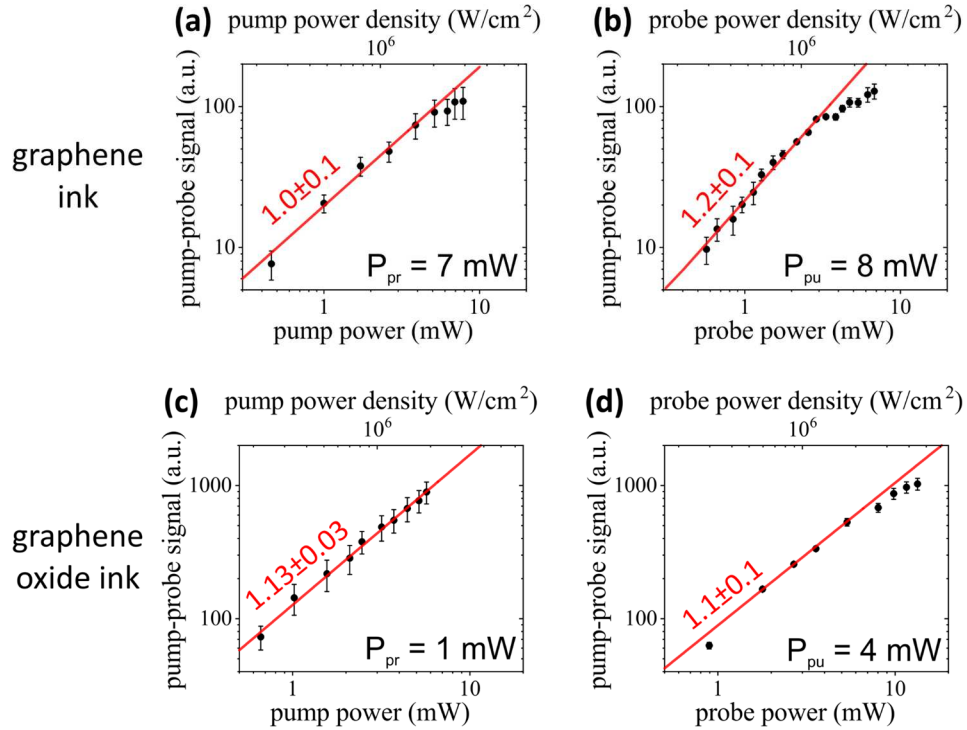 (a) pump power density (W/cm²)
10⁶
pump-probe signal (a.u.)
100
10
1.0±0.1
P_pr = 7 mW
1
10
pump power (mW)
(b) probe power density (W/cm²)
10⁶
pump-probe signal (a.u.)
100
10
1.2±0.1
P_pu = 8 mW
1
10
probe power (mW)
graphene
ink
(c) pump power density (W/cm²)
10⁶
pump-probe signal (a.u.)
1000
100
1.13±0.03
P_pr = 1 mW
1
10
pump power (mW)
(d) probe power density (W/cm²)
10⁶
pump-probe signal (a.u.)
1000
100
1.1±0.1
P_pu = 4 mW
1
10
probe power (mW)
graphene
oxide ink